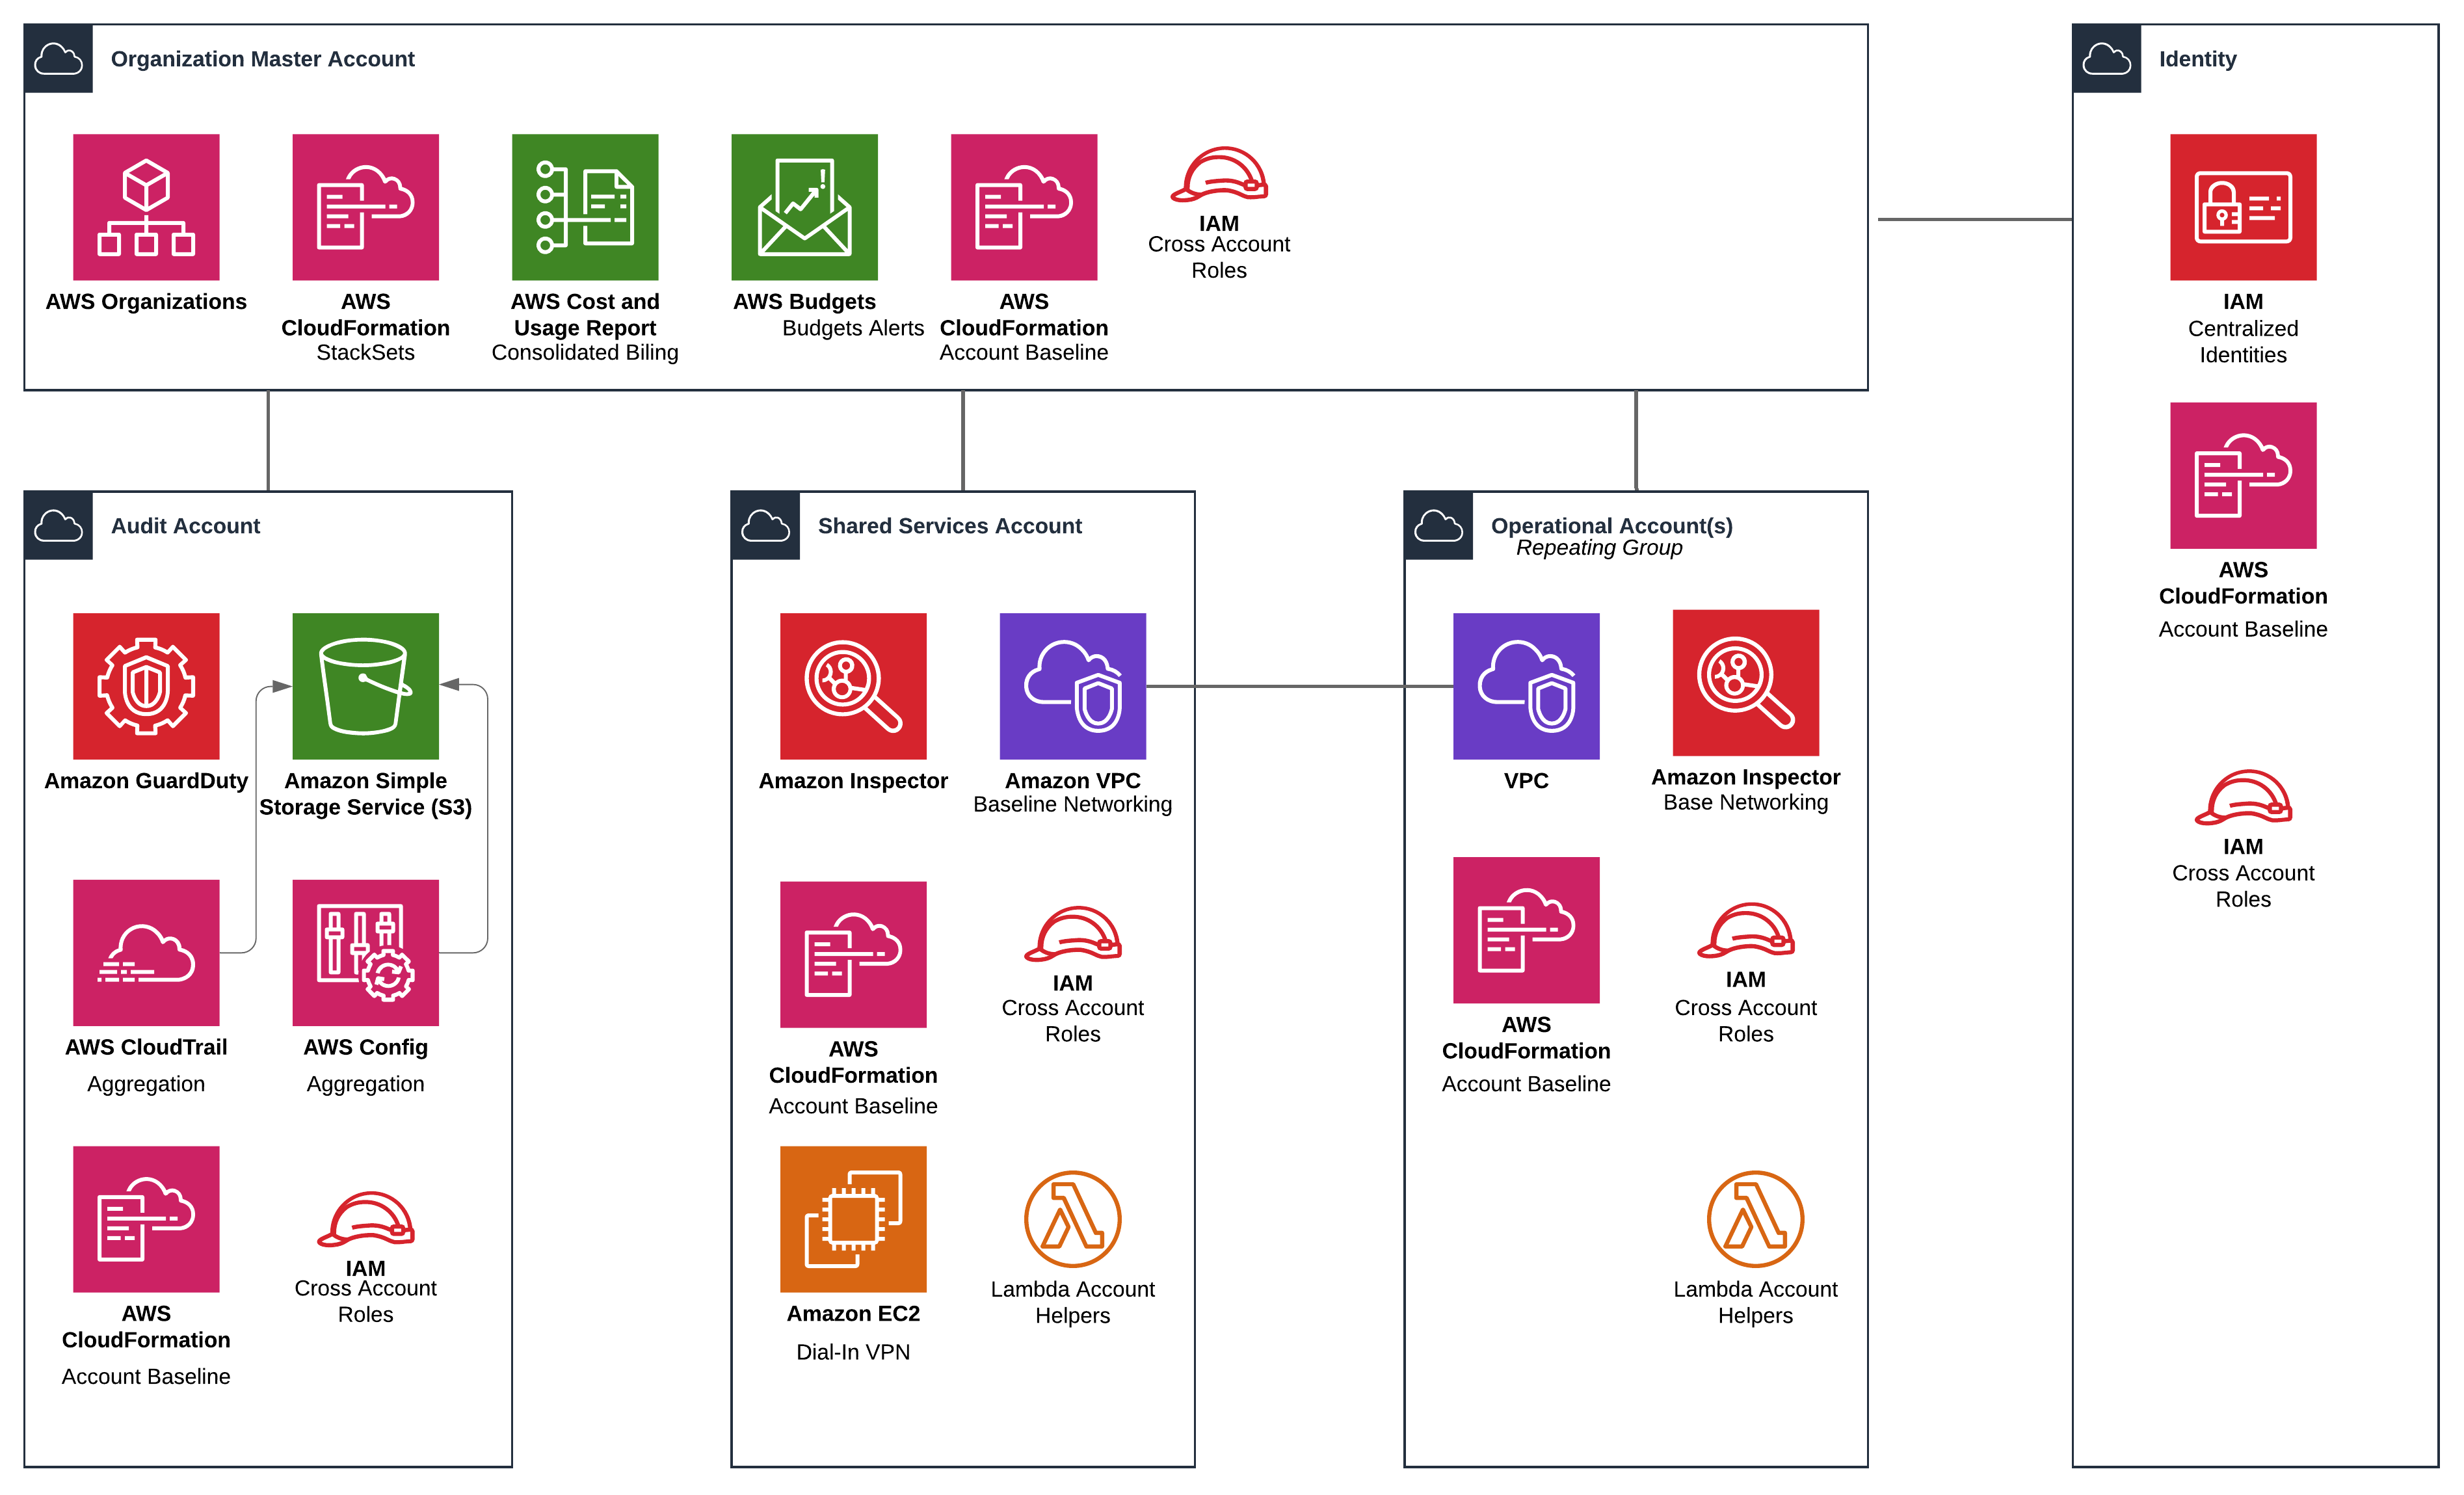 Organization Master Account
AWS Organizations
AWS
CloudFormation
StackSets
AWS Cost and
Usage Report
Consolidated Biling
AWS Budgets
Budgets Alerts
AWS
CloudFormation
Account Baseline
IAM
Cross Account
Roles
Identity
IAM
Centralized
Identities
AWS
CloudFormation
Account Baseline
IAM
Cross Account
Roles
Audit Account
Amazon GuardDuty
Amazon Simple
Storage Service (S3)
AWS CloudTrail
Aggregation
AWS Config
Aggregation
AWS
CloudFormation
Account Baseline
IAM
Cross Account
Roles
Shared Services Account
Amazon Inspector
Amazon VPC
Baseline Networking
AWS
CloudFormation
Account Baseline
IAM
Cross Account
Roles
Amazon EC2
Dial-In VPN
Lambda Account
Helpers
Operational Account(s)
Repeating Group
VPC
Amazon Inspector
Base Networking
AWS
CloudFormation
Account Baseline
IAM
Cross Account
Roles
Lambda Account
Helpers